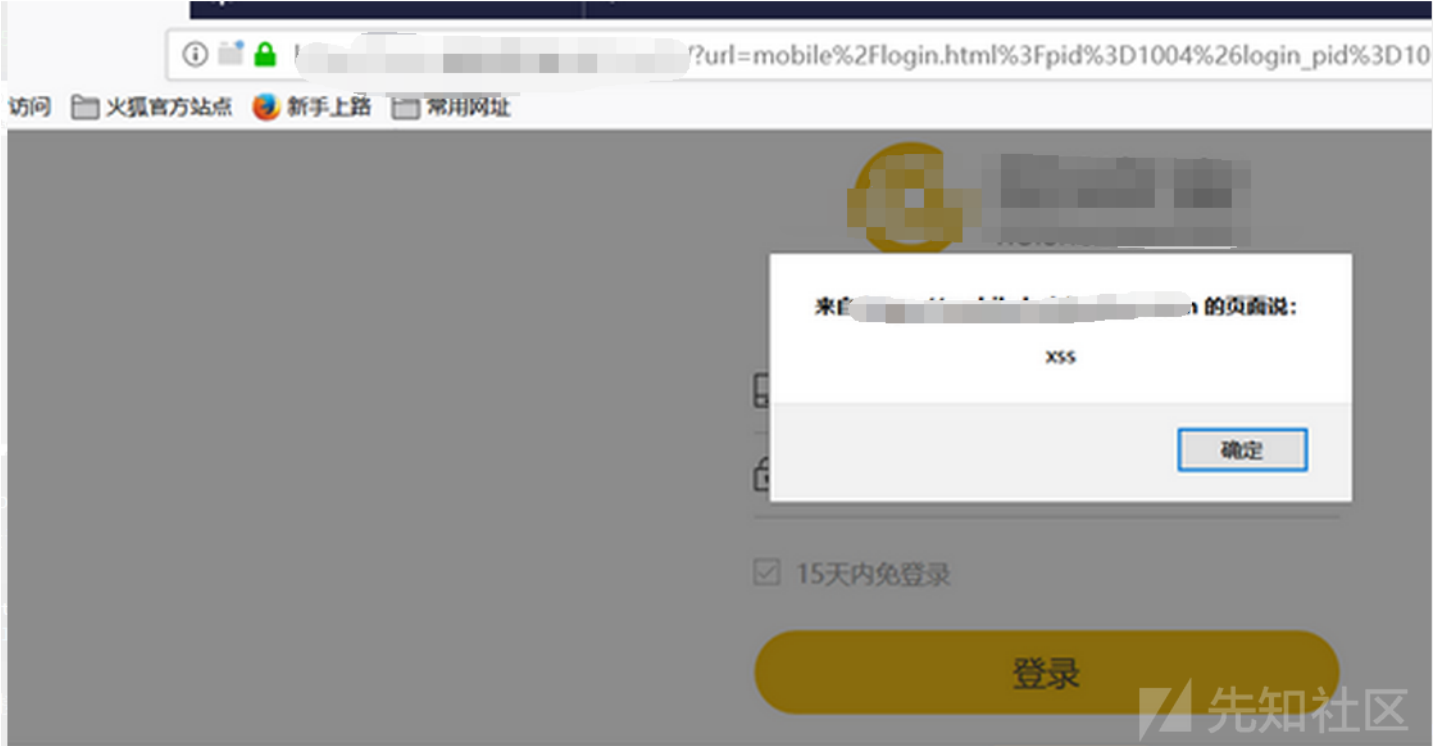 /?url=mobile%2Flogin.html%3Fpid%3D1004%26login_pid%3D10
访问 火狐官方站点 新手上路 常用网址
来自 的页面说：
xss
确定
15天内免登录
登录
先知社区